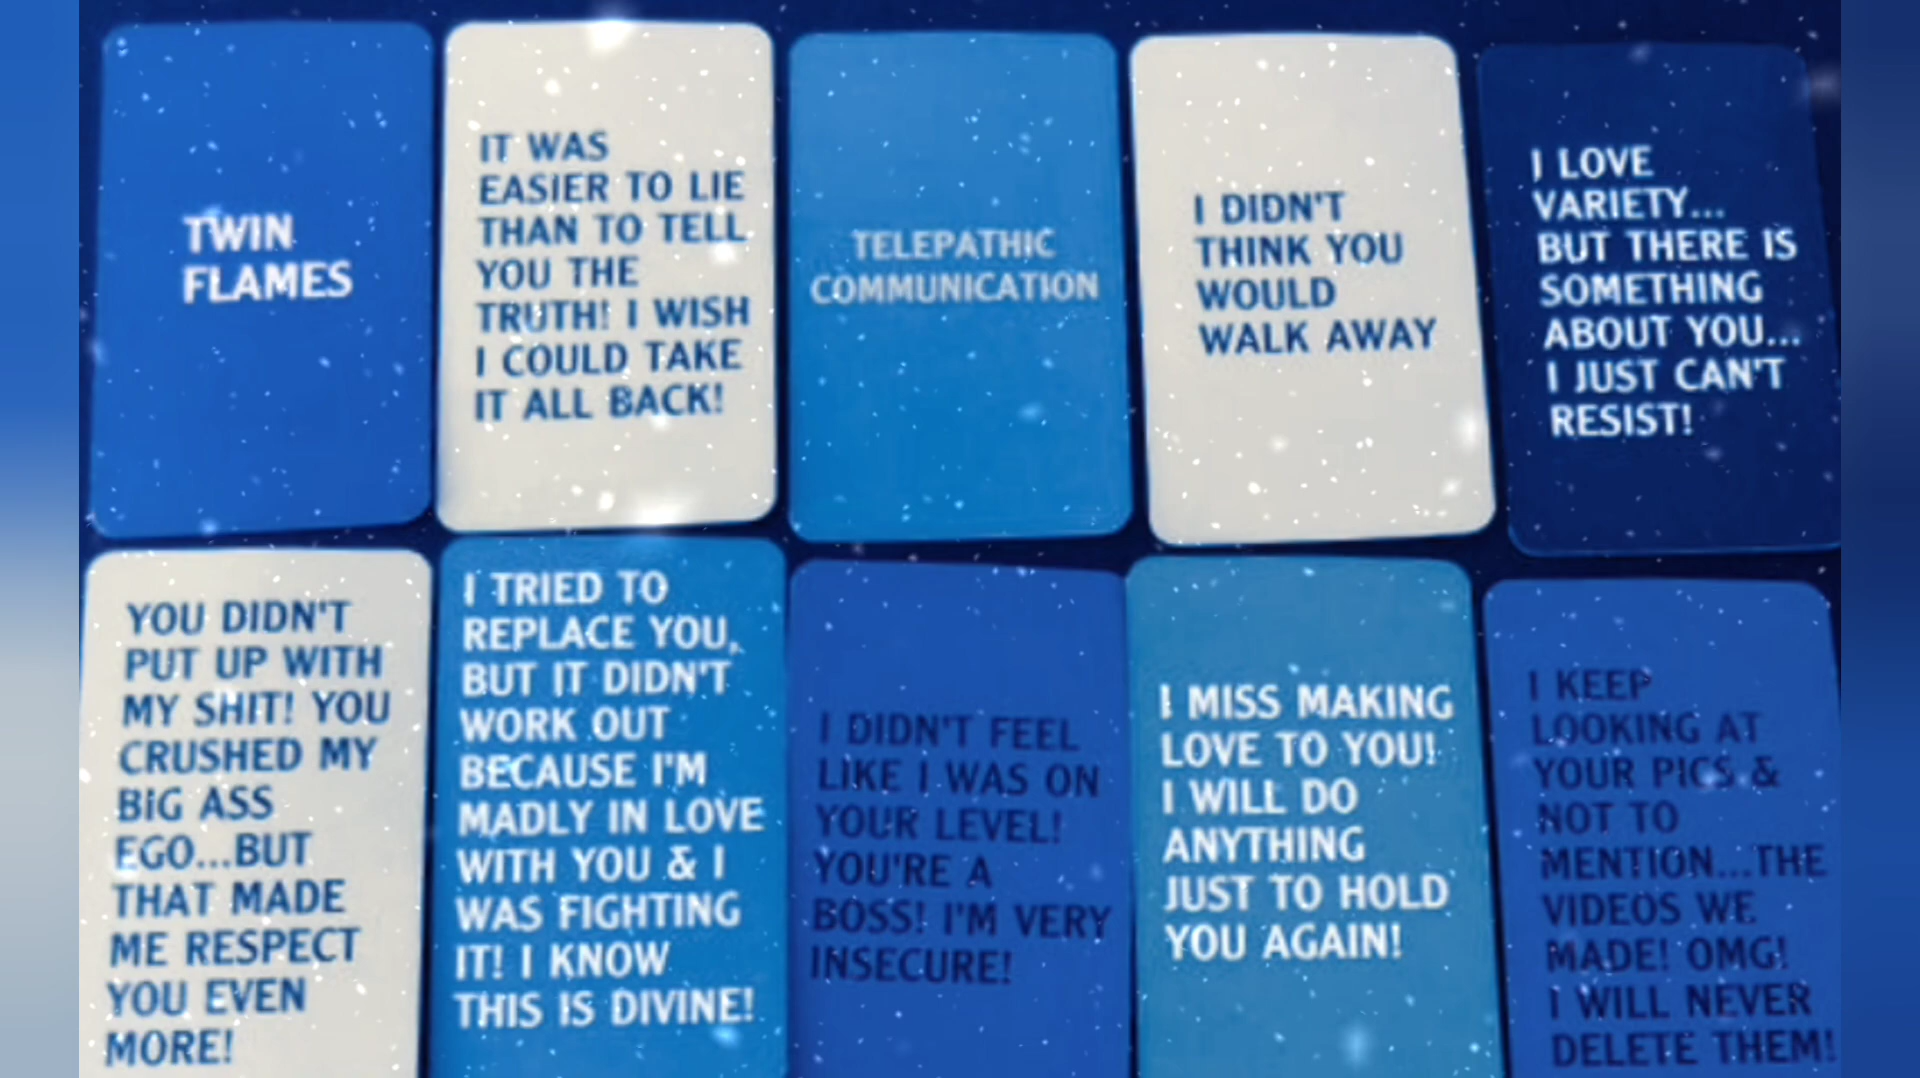 TWIN
FLAMES
IT WAS
EASIER TO LIE
THAN TO TELL
YOU THE
TRUTH! I WISH
I COULD TAKE
IT ALL BACK!
TELEPATHIC
COMMUNICATION
I DIDN'T
THINK YOU
WOULD
WALK AWAY
I LOVE
VARIETY...
BUT THERE IS
SOMETHING
ABOUT YOU...
I JUST CAN'T
RESIST!
YOU DIDN'T
PUT UP WITH
MY SHIT! YOU
CRUSHED MY
BIG ASS
EGO...BUT
THAT MADE
ME RESPECT
YOU EVEN
MORE!
I TRIED TO
REPLACE YOU,
BUT IT DIDN'T
WORK OUT
BECAUSE I'M
MADLY IN LOVE
WITH YOU & I
WAS FIGHTING
IT! I KNOW
THIS IS DIVINE!
I DIDN'T FEEL
LIKE I WAS ON
YOUR LEVEL!
YOU'RE A
BOSS! I'M VERY
INSECURE!
I MISS MAKING
LOVE TO YOU!
I WILL DO
ANYTHING
JUST TO HOLD
YOU AGAIN!
I KEEP
LOOKING AT
YOUR PICS &
NOT TO
MENTION...THE
VIDEOS WE
MADE! OMG!
I WILL NEVER
DELETE THEM!